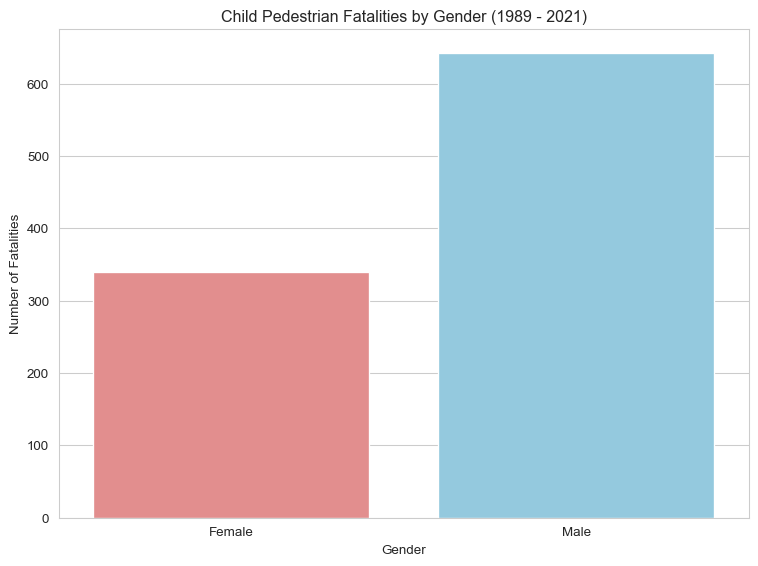 Child Pedestrian Fatalities by Gender (1989 - 2021)
Number of Fatalities
600
500
400
300
200
100
0
Female
Male
Gender